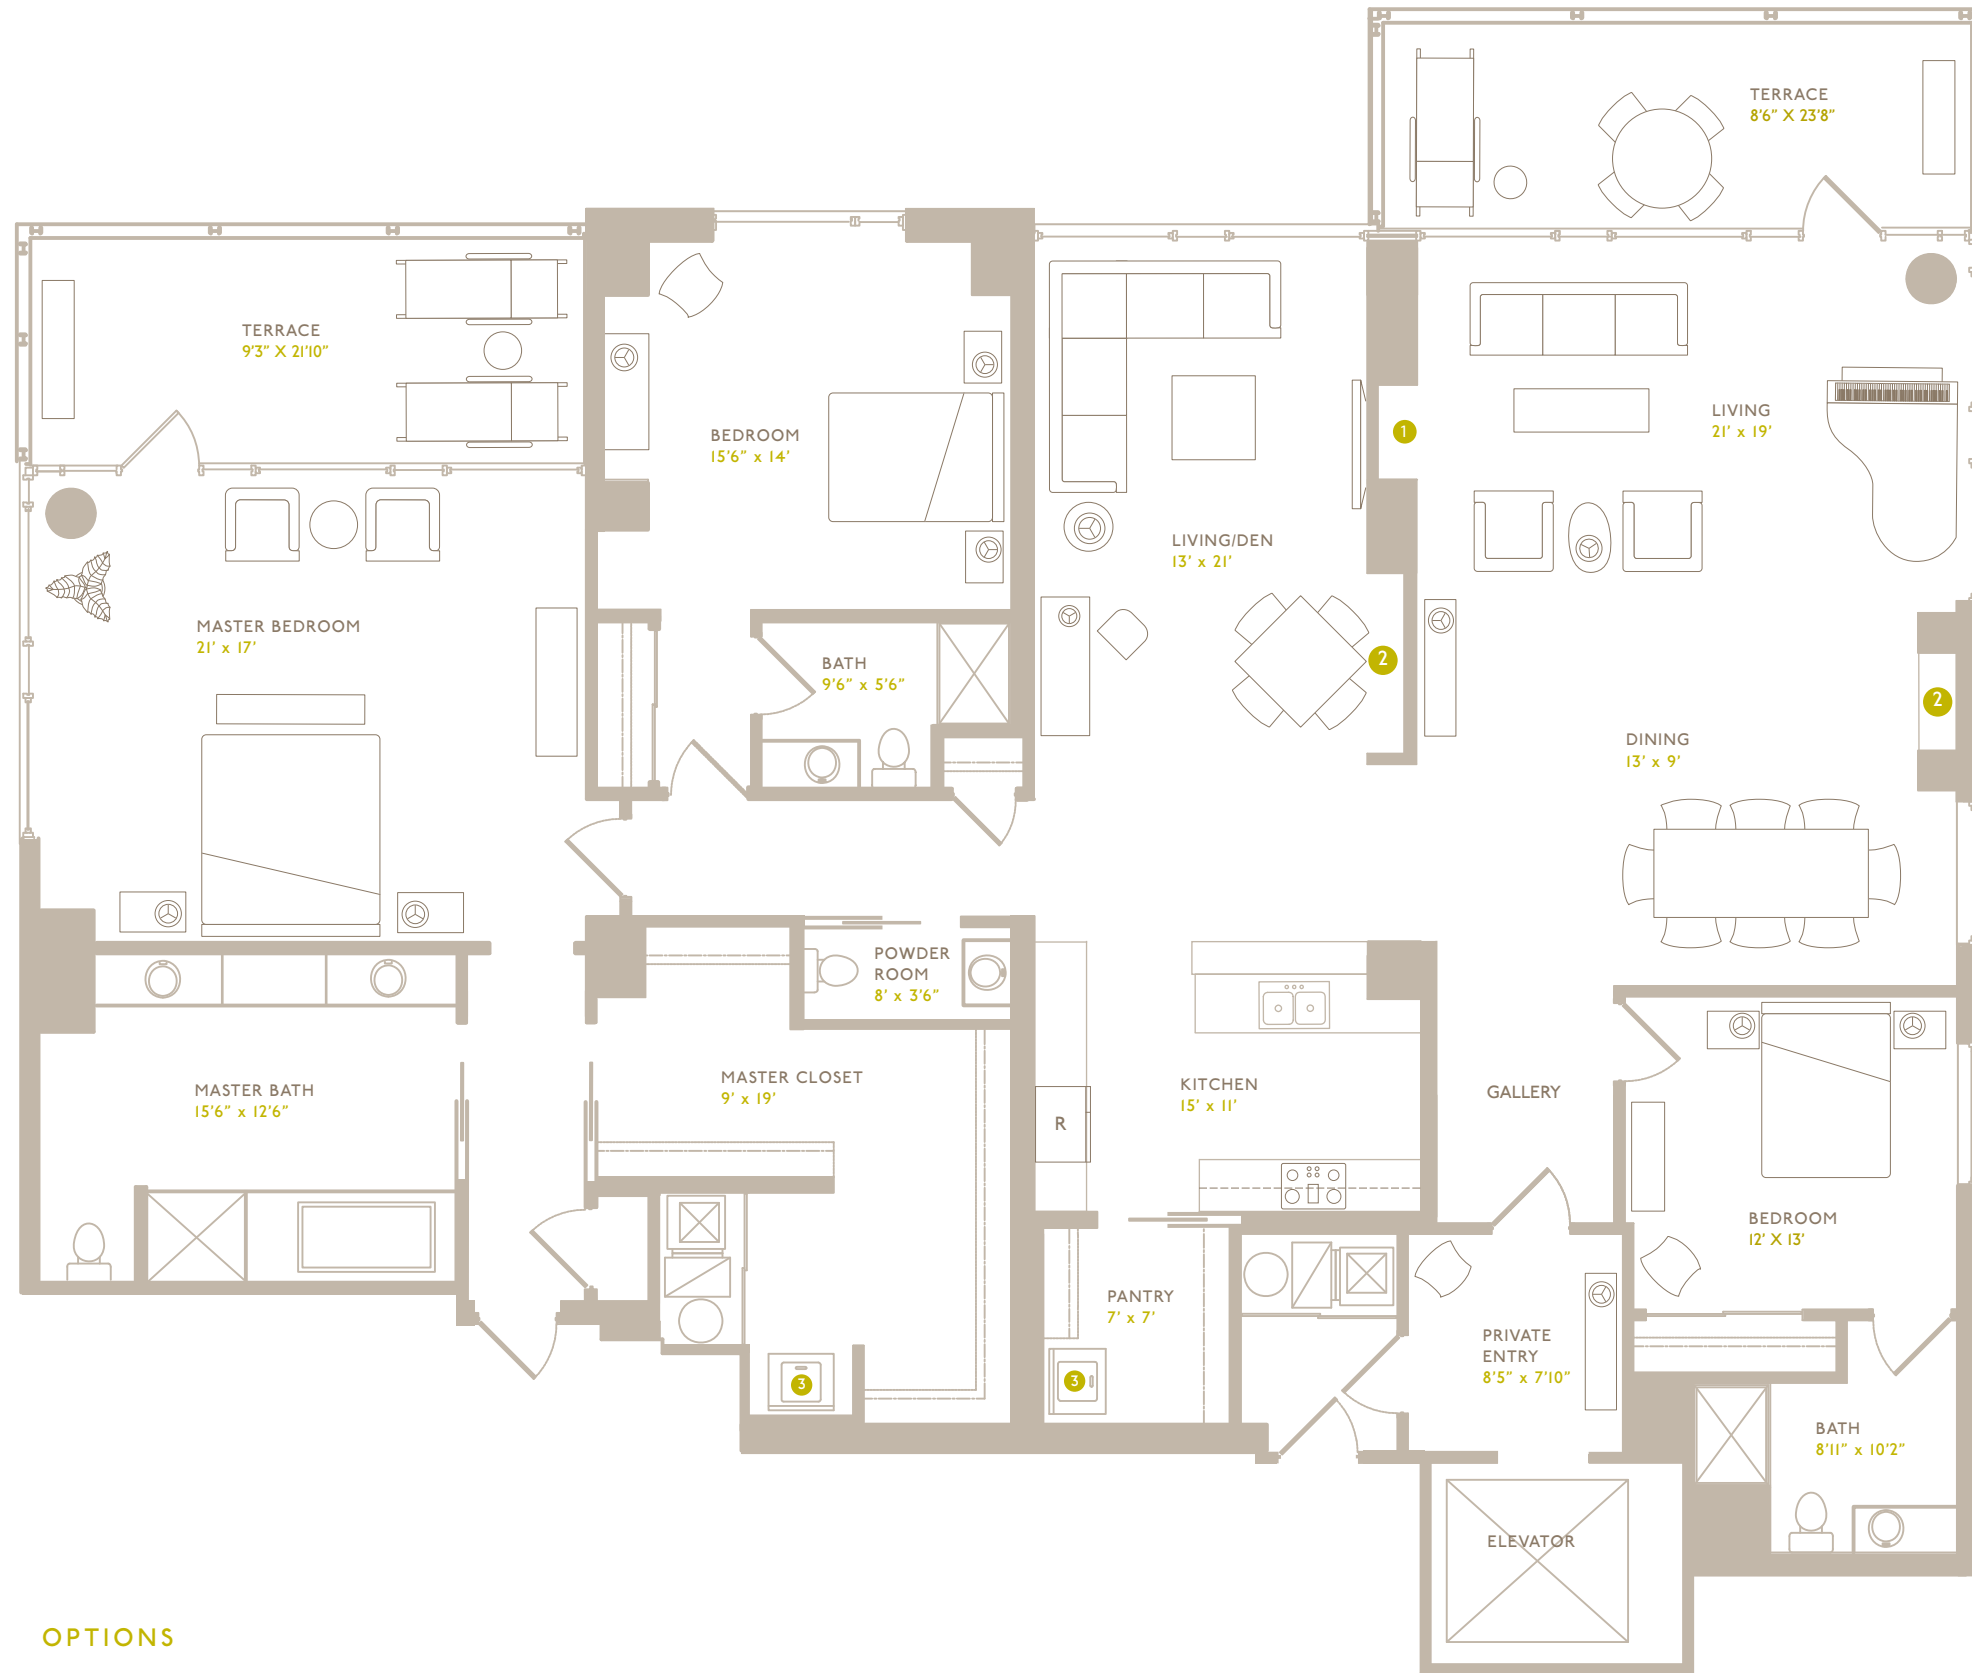 TERRACE
8'6" X 23'8"
TERRACE
9'3" X 21'10"
BEDROOM
15'6" x 14'
LIVING
21' x 19'
1
LIVING/DEN
13' x 21'
MASTER BEDROOM
21' x 17'
BATH
9'6" x 5'6"
2
2
DINING
13' x 9'
POWDER
ROOM
8' x 3'6"
MASTER BATH
15'6" x 12'6"
MASTER CLOSET
9' x 19'
KITCHEN
15' x 11'
GALLERY
R
BEDROOM
12' X 13'
PANTRY
7' x 7'
PRIVATE
ENTRY
8'5" x 7'10"
3
3
BATH
8'11" x 10'2"
ELEVATOR
OPTIONS